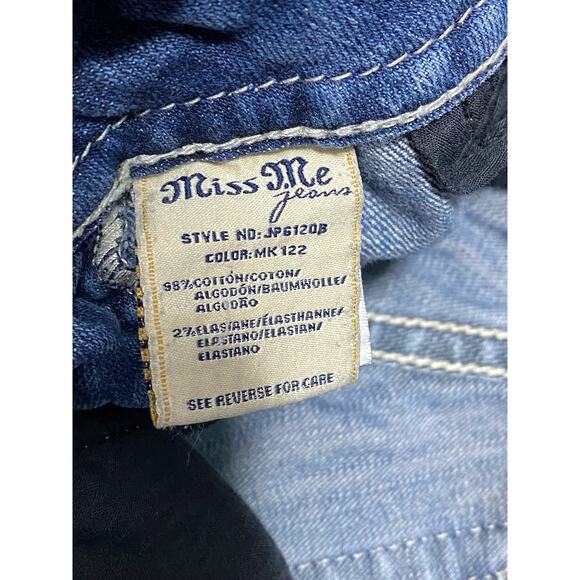 Miss Me
jeans
STYLE NO: JP6120B
COLOR: MK 122
98% COTTON/COTON/
ALGODÓN/BAUMWOLLE/
ALGODÃO
2% ELASTANE/ÉLASTHANNE/
ELASTANO/ELASTAN/
ELASTANO
SEE REVERSE FOR CARE